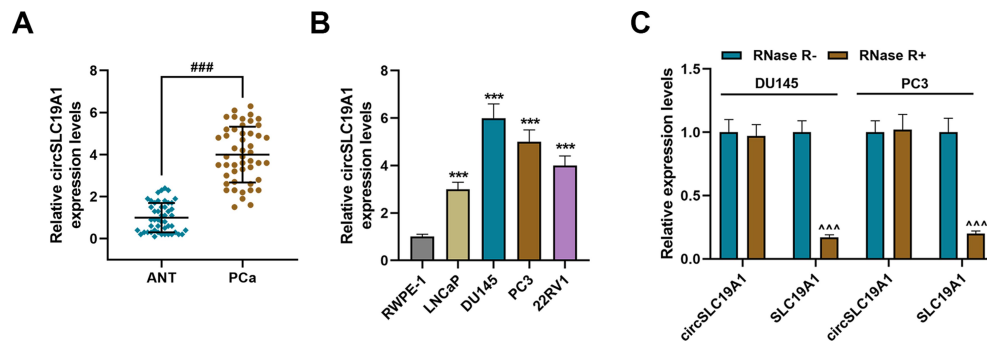 A
Relative circSLC19A1
expression levels
8
6
4
2
0
###
ANT
PCa
B
Relative circSLC19A1
expression levels
8
6
4
2
0
***
***
***
***
RWPE-1
LNCaP
DU145
PC3
22RV1
C
RNase R-
RNase R+
DU145
PC3
Relative expression levels
1.5
1.0
0.5
0.0
^^^
^^^
circSLC19A1
SLC19A1
circSLC19A1
SLC19A1